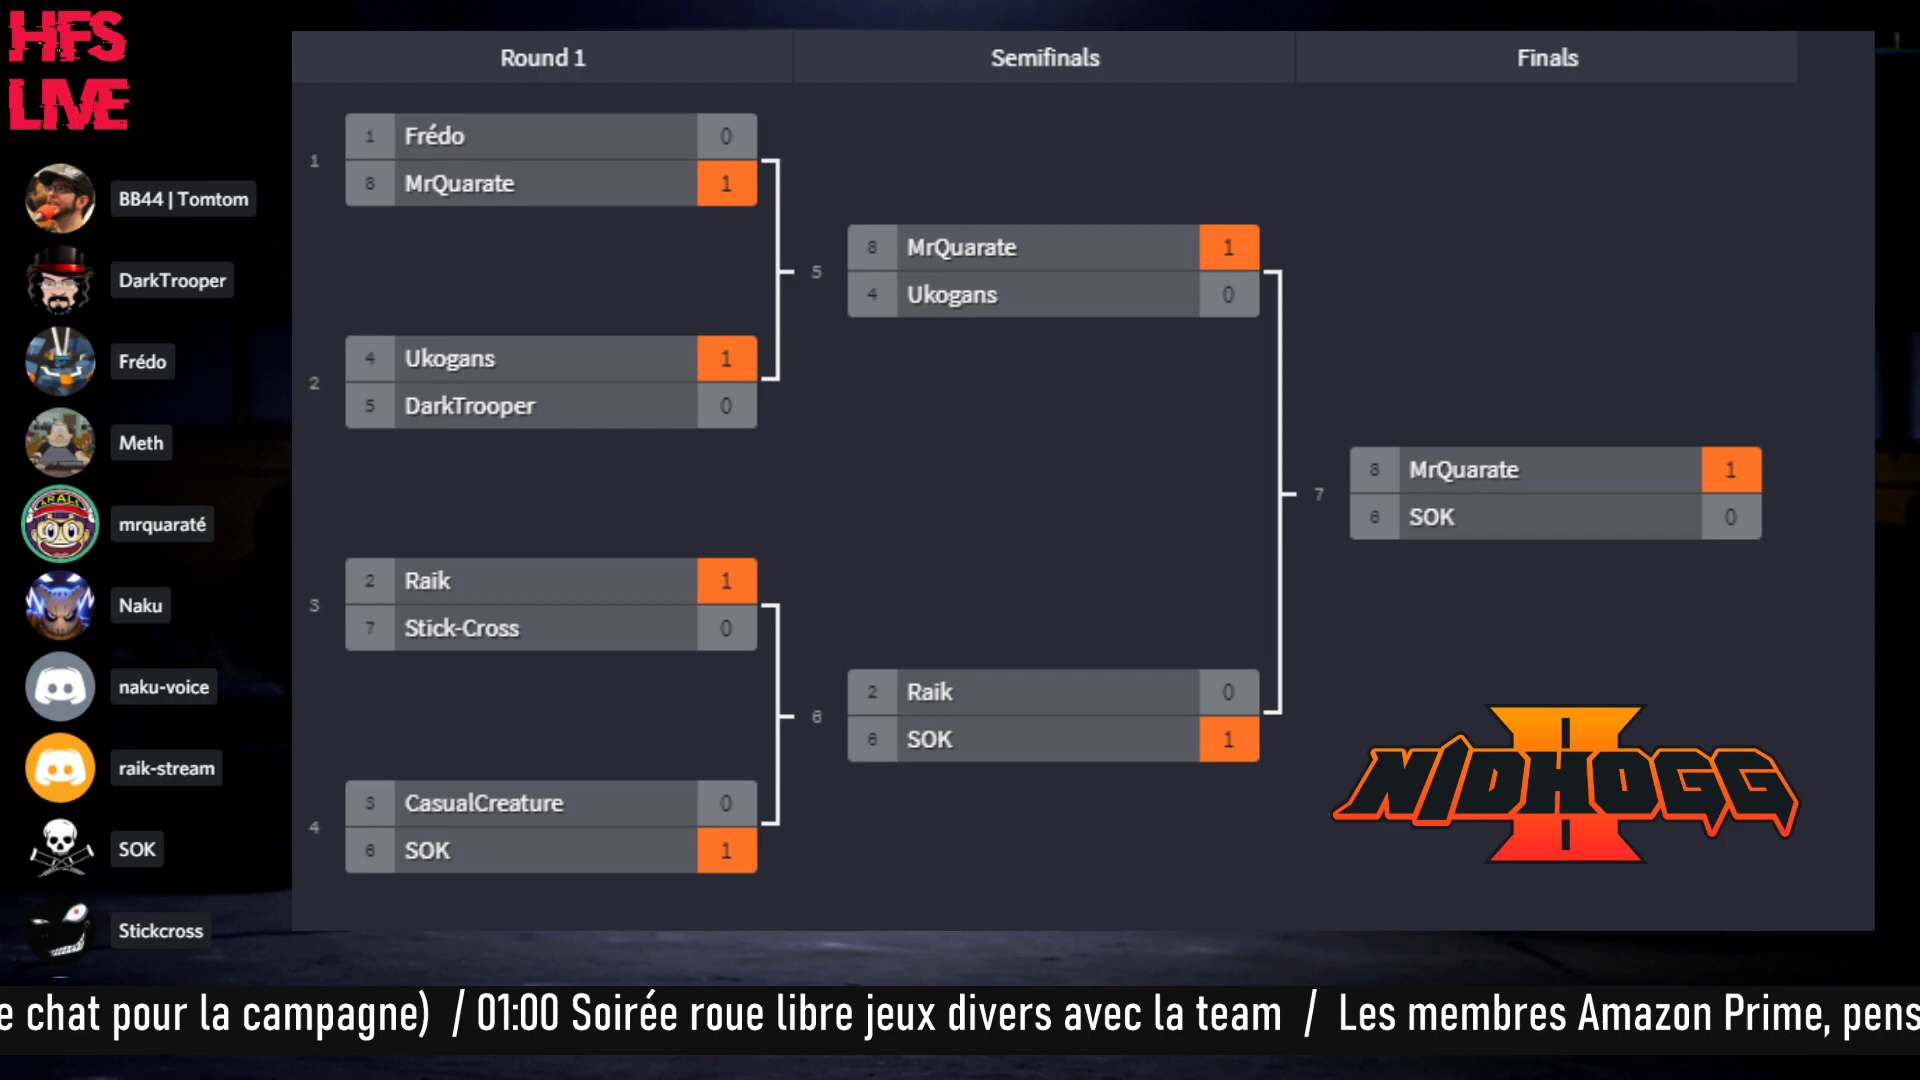 HFS
LIVE
BB44 | Tomtom
DarkTrooper
Frédo
Meth
mrquaraté
Naku
naku-voice
raik-stream
SOK
Stickcross
Round 1
Semifinals
Finals
1
1 Frédo 0
8 MrQuarate 1
2
4 Ukogans 1
5 DarkTrooper 0
3
2 Raik 1
7 Stick-Cross 0
4
3 CasualCreature 0
6 SOK 1
5
8 MrQuarate 1
4 Ukogans 0
6
2 Raik 0
6 SOK 1
7
8 MrQuarate 1
6 SOK 0
NIDHOGG
II
e chat pour la campagne) / 01:00 Soirée roue libre jeux divers avec la team / Les membres Amazon Prime, pens